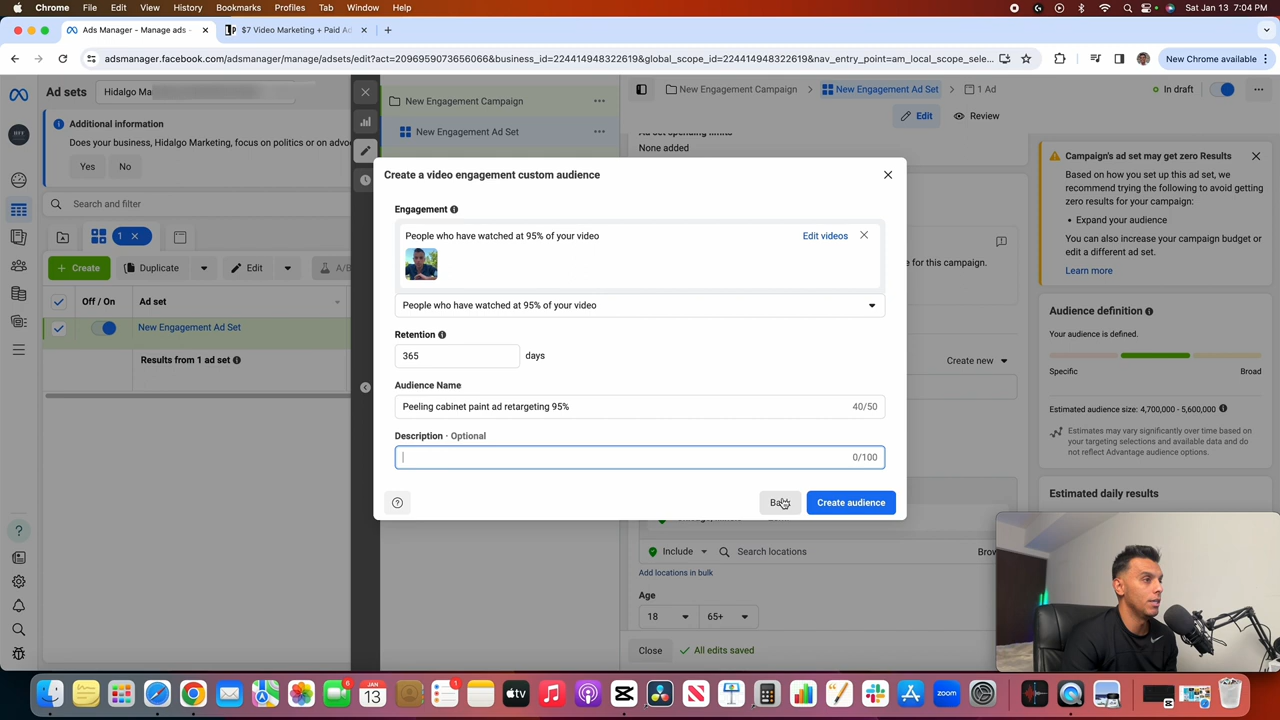 Chrome File Edit View History Bookmarks Profiles Tab Window Help
Sat Jan 13 7:04 PM
Ads Manager - Manage ads -
$7 Video Marketing + Paid Ad
adsmanager.facebook.com/adsmanager/manage/adsets/edit?act=2096959073656066&business_id=224414948322619&global_scope_id=224414948322619&nav_entry_point=am_local_scope_sele...
New Chrome available
Ad sets
Hidalgo Ma
Additional information
Does your business, Hidalgo Marketing, focus on politics or on advoc
Yes
No
Search and filter
1
Create
Duplicate
Edit
A/B
Off / On
Ad set
New Engagement Ad Set
Results from 1 ad set
New Engagement Campaign
New Engagement Ad Set
New Engagement Campaign
New Engagement Ad Set
1 Ad
In draft
Edit
Review
Ad set spending limits
None added
e for this campaign.
Create new
Include
Search locations
Brow
Add locations in bulk
Age
18
65+
Close
All edits saved
Create a video engagement custom audience
Engagement
People who have watched at 95% of your video
Edit videos
People who have watched at 95% of your video
Retention
365
days
Audience Name
Peeling cabinet paint ad retargeting 95%
40/50
Description · Optional
0/100
Create audience
Campaign's ad set may get zero Results
Based on how you set up this ad set, we
recommend trying the following to avoid getting
zero results for your campaign:
• Expand your audience
You can also increase your campaign budget or
edit a different ad set.
Learn more
Audience definition
Your audience is defined.
Specific
Broad
Estimated audience size: 4,700,000 - 5,600,000
Estimates may vary significantly over time based on
your targeting selections and available data and do
not reflect Advantage audience options.
Estimated daily results
JAN
13
6
1
zoom